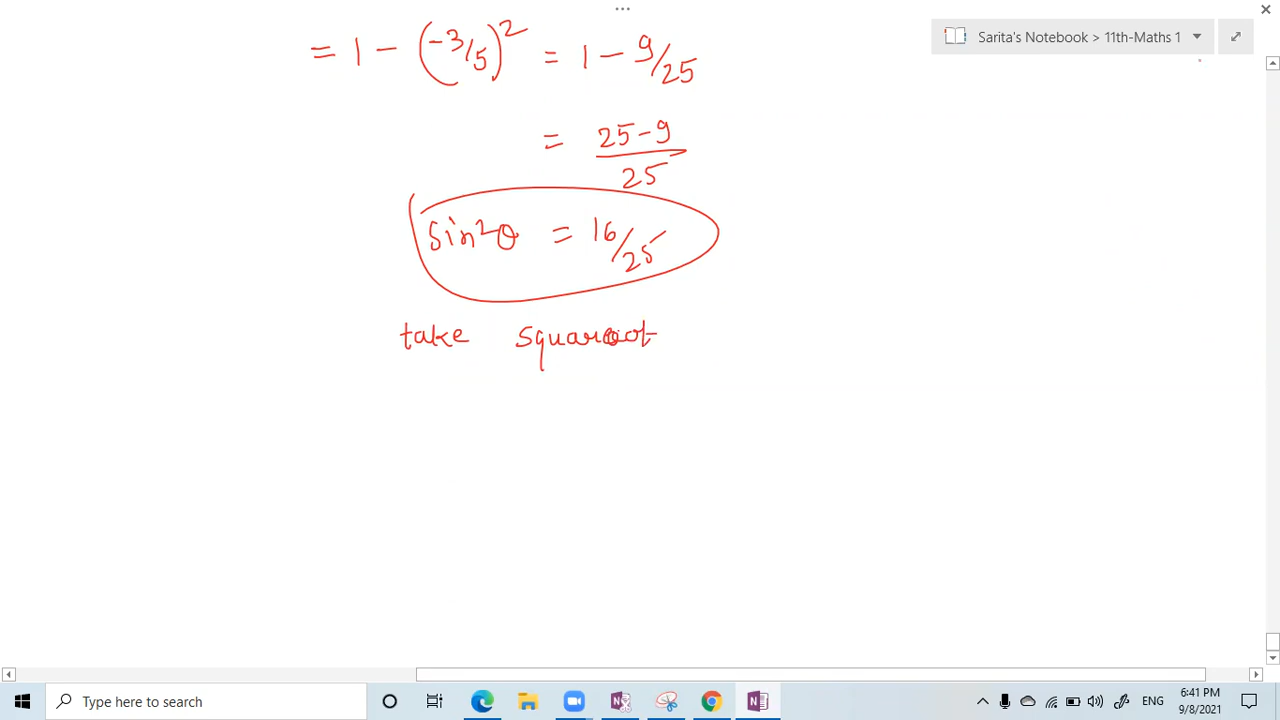 ...
Sarita's Notebook > 11th-Maths 1
= 1 - (-3/5)² = 1 - 9/25
= 25-9/25
Sin²θ = 16/25
take squareroot
Type here to search
ENG
6:41 PM
9/8/2021